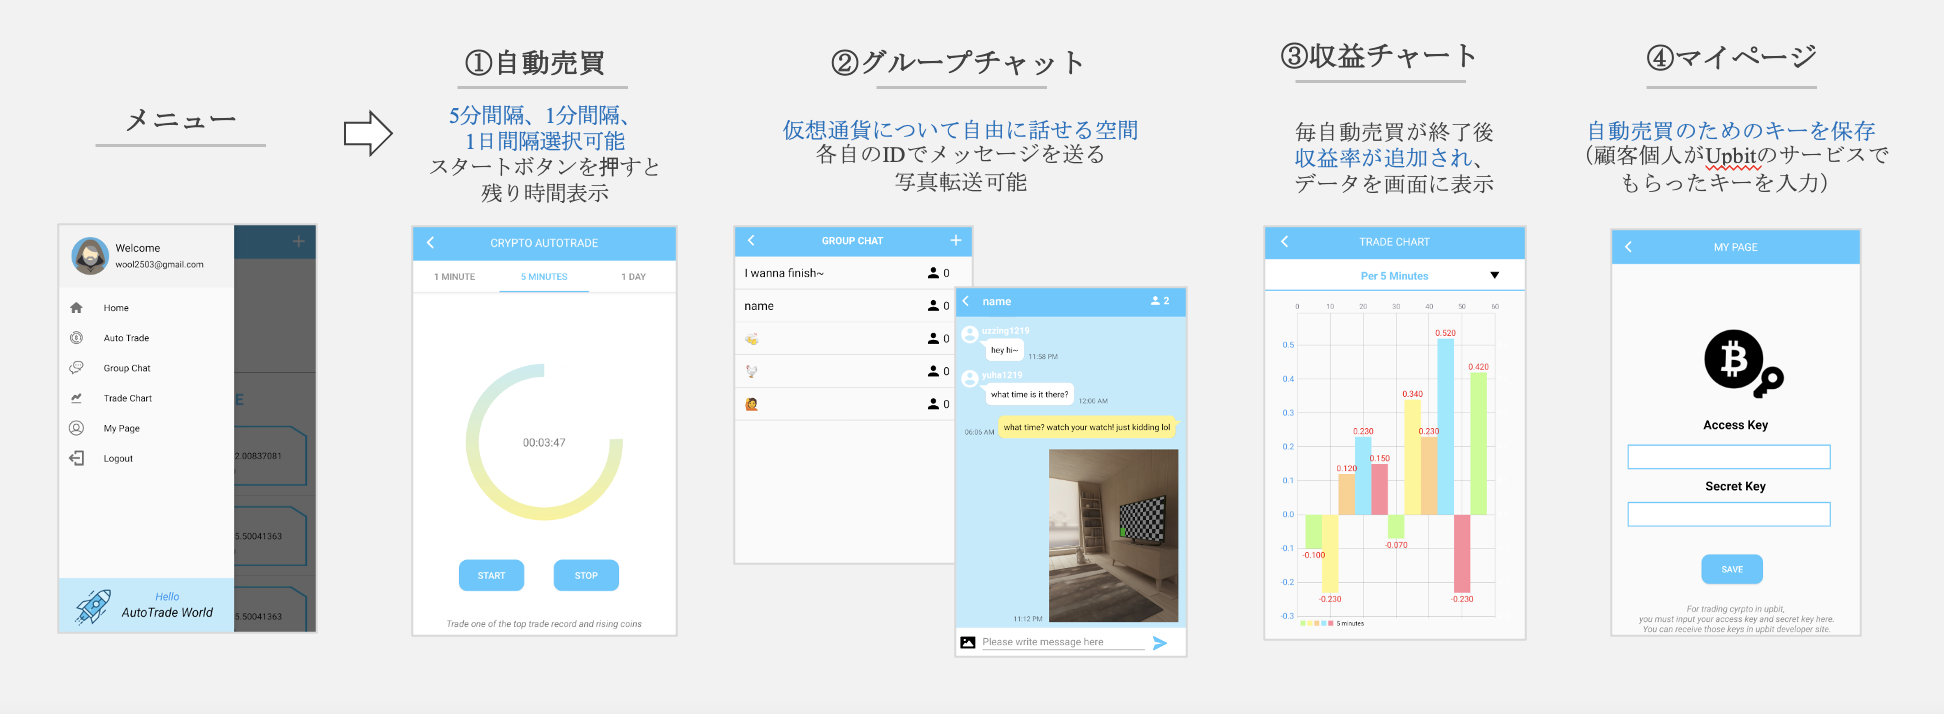 メニュー
①自動売買
5分間隔、1分間隔、
1日間隔選択可能
スタートボタンを押すと
残り時間表示
②グループチャット
仮想通貨について自由に話せる空間
各自のIDでメッセージを送る
写真転送可能
③収益チャート
毎自動売買が終了後
収益率が追加され、
データを画面に表示
④マイページ
自動売買のためのキーを保存
（顧客個人がUpbitのサービスで
もらったキーを入力）
Welcome
wool2503@gmail.com
Home
Auto Trade
Group Chat
Trade Chart
My Page
Logout
Hello
AutoTrade World
E
2.00837081
5.50041363
5.50041363
CRYPTO AUTOTRADE
1 MINUTE 5 MINUTES 1 DAY
00:03:47
START STOP
Trade one of the top trade record and rising coins
GROUP CHAT
I wanna finish~ 0
name 0
0
0
0
name 2
uzzing1219
hey hi~ 11:58 PM
yuha1219
what time is it there? 12:00 AM
06:05 AM what time? watch your watch! just kidding lol
11:12 PM
Please write message here
TRADE CHART
Per 5 Minutes
0 10 20 30 40 50 60
0.5
0.4
0.3
0.2
0.1
0.0
-0.1
-0.2
-0.3
-0.100
-0.230
0.120
0.230
0.150
-0.070
0.340
0.230
0.520
-0.230
0.420
5 minutes
MY PAGE
Access Key
Secret Key
SAVE
For trading cyrpto in upbit,
you must input your access key and secret key here.
You can receive those keys in upbit developer site.